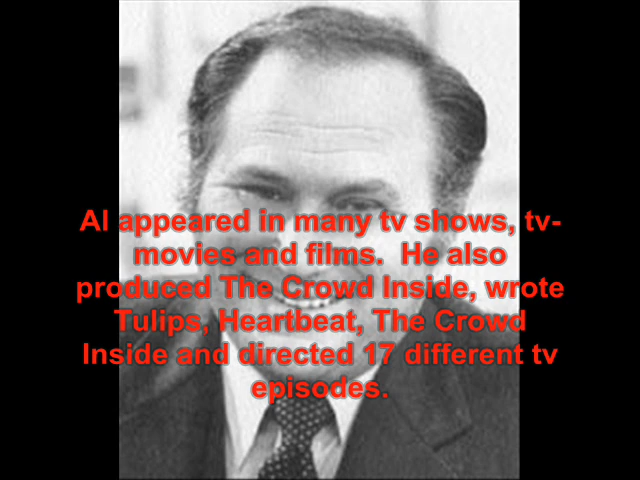 Al appeared in many tv shows, tv-
movies and films.  He also
produced The Crowd Inside, wrote
Tulips, Heartbeat, The Crowd
Inside and directed 17 different tv
episodes.